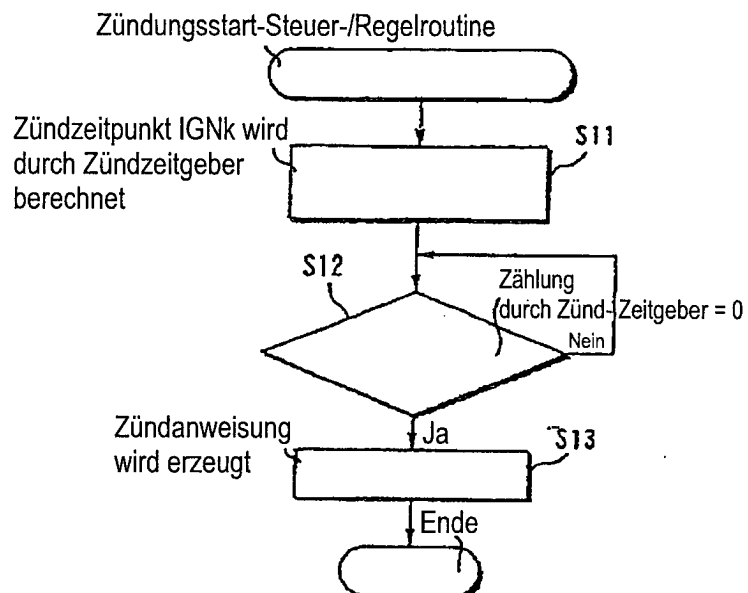 Zündungsstart-Steuer-/Regelroutine
Zündzeitpunkt IGNk wird
durch Zündzeitgeber
berechnet
S11
S12
Zählung
durch Zünd-Zeitgeber = 0
Nein
Zündanweisung
wird erzeugt
Ja
S13
Ende